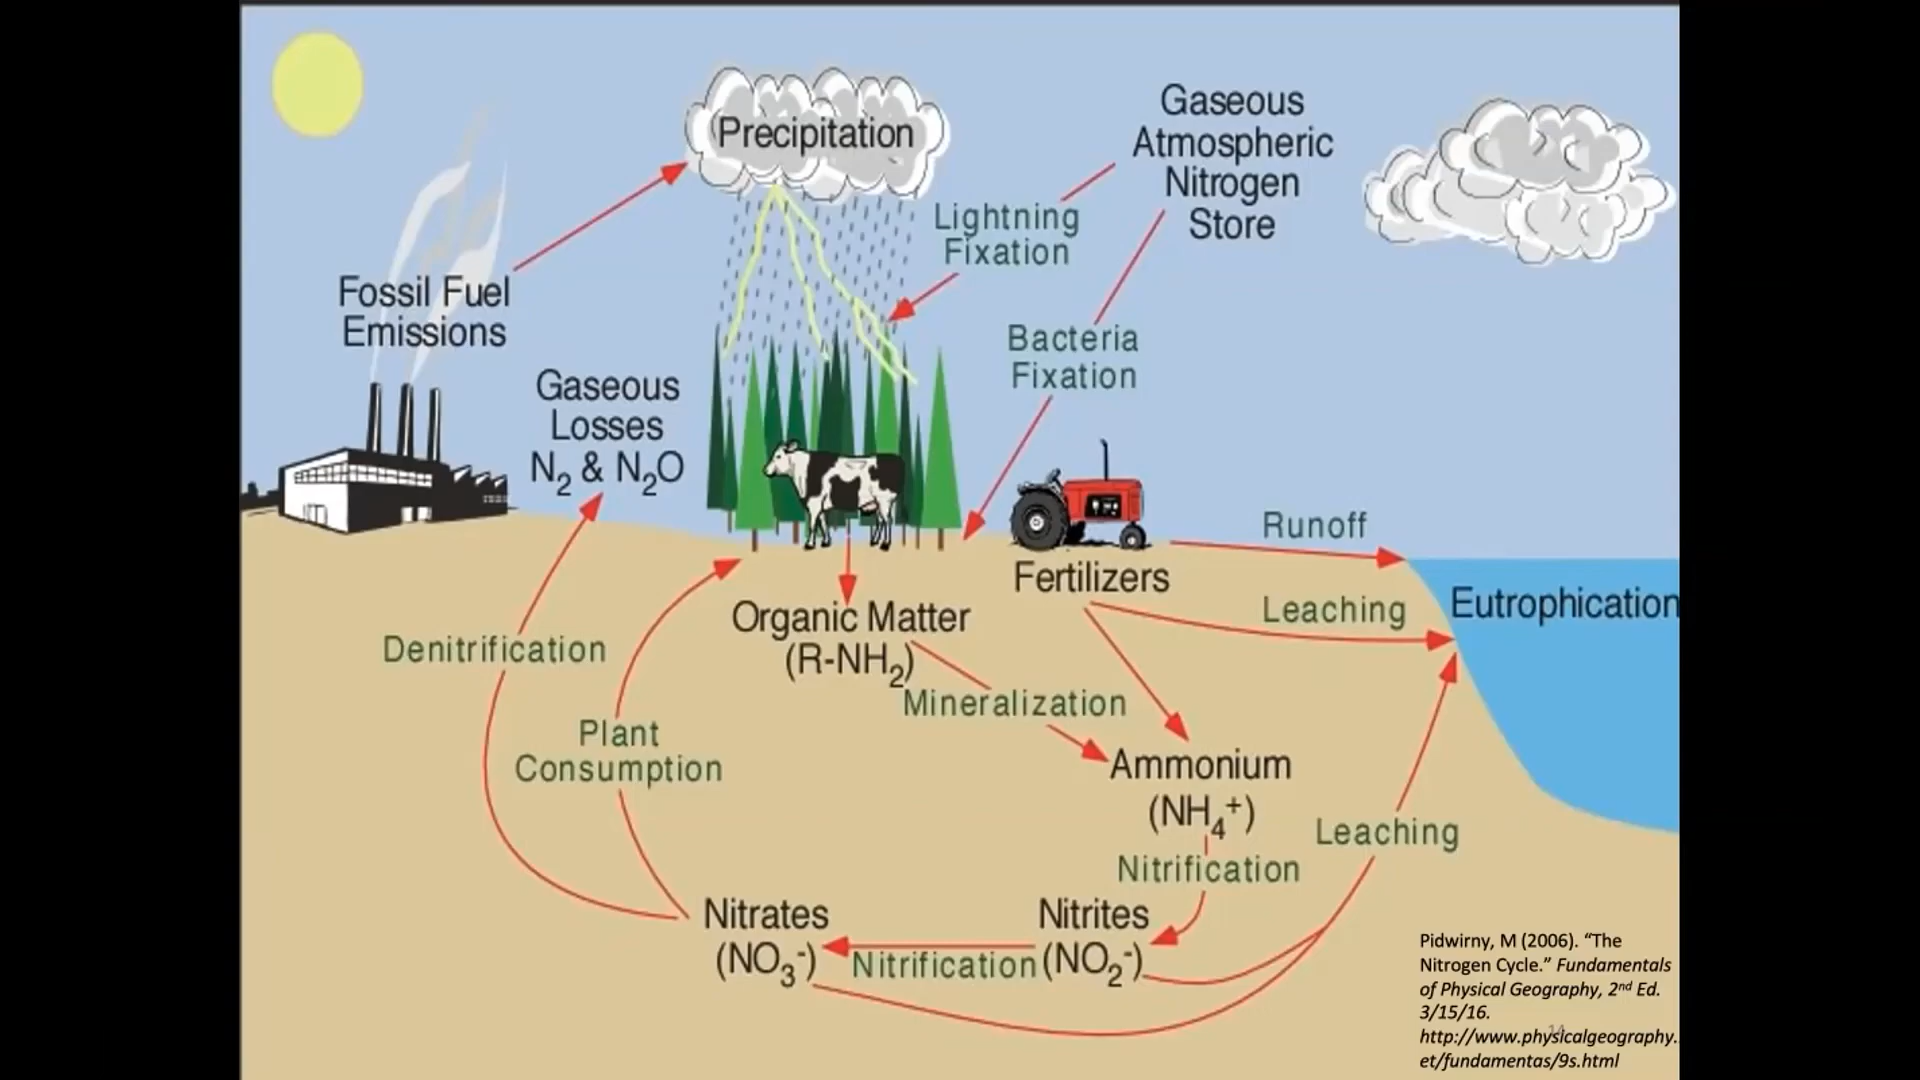 Precipitation
Gaseous
Atmospheric
Nitrogen
Store
Lightning
Fixation
Fossil Fuel
Emissions
Bacteria
Fixation
Gaseous
Losses
N₂ & N₂O
Runoff
Fertilizers
Leaching
Eutrophication
Organic Matter
(R-NH₂)
Denitrification
Mineralization
Plant
Consumption
Ammonium
(NH₄⁺)
Leaching
Nitrification
Nitrates
(NO₃⁻)
Nitrification
Nitrites
(NO₂⁻)
Pidwirny, M (2006). “The
Nitrogen Cycle.” Fundamentals
of Physical Geography, 2nd Ed.
3/15/16.
http://www.physicalgeography.
et/fundamentas/9s.html
14